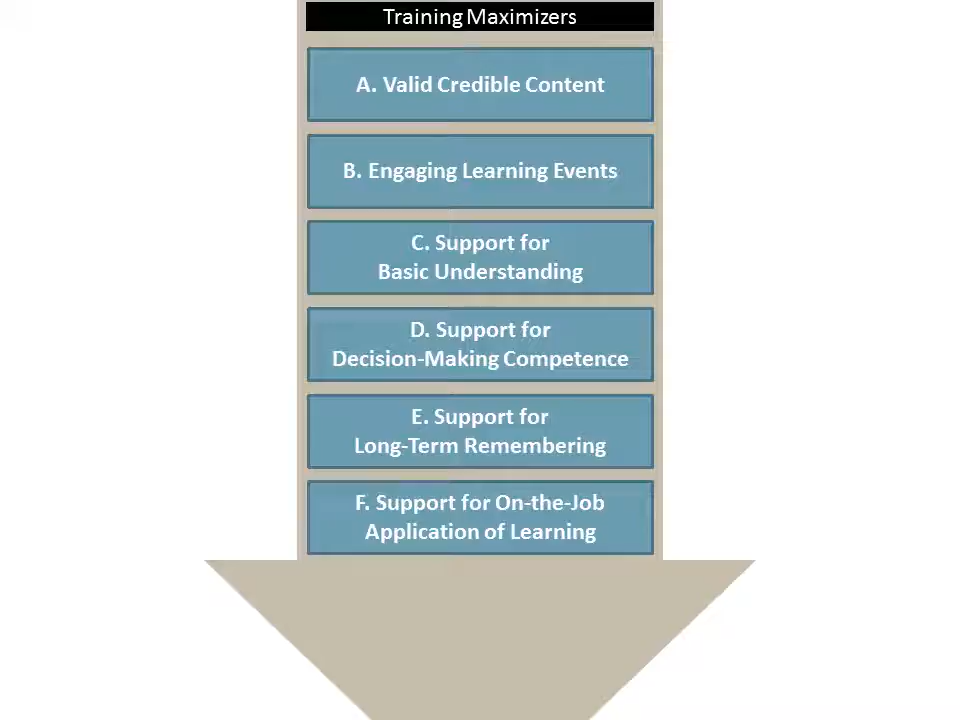 Training Maximizers
A. Valid Credible Content
B. Engaging Learning Events
C. Support for
Basic Understanding
D. Support for
Decision-Making Competence
E. Support for
Long-Term Remembering
F. Support for On-the-Job
Application of Learning